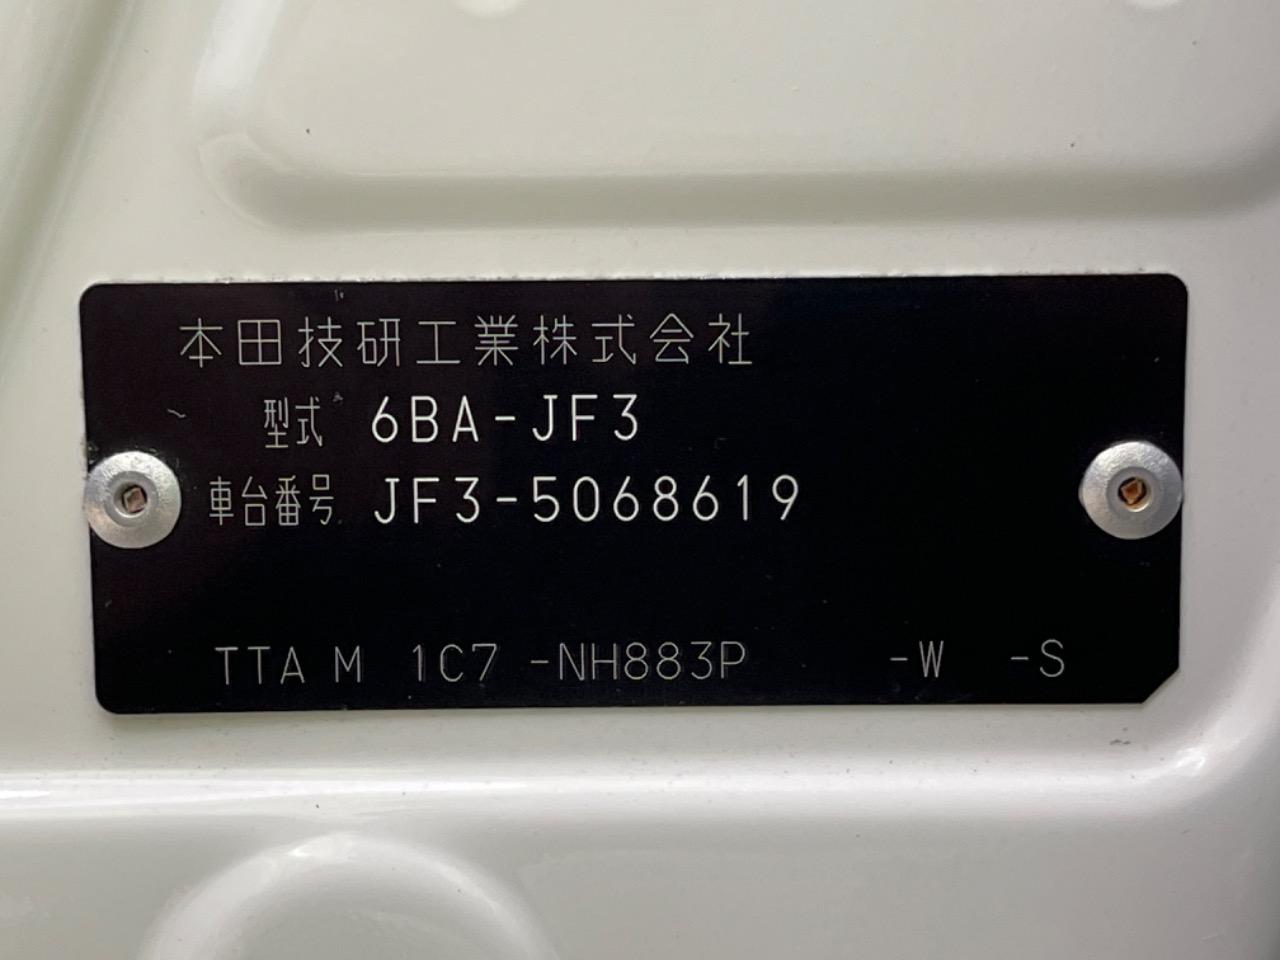 本田技研工業株式会社
型式 6BA-JF3
車台番号 JF3-5068619
TTA M 1C7 -NH883P -W -S